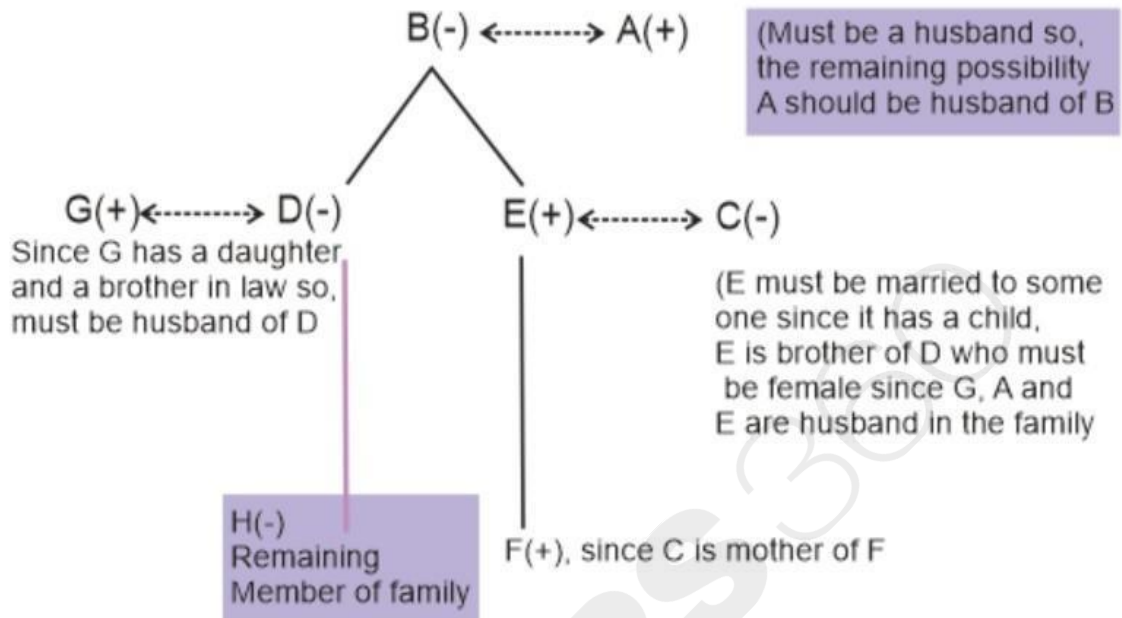 B(-) A(+)
(Must be a husband so,
the remaining possibility
A should be husband of B
G(+) D(-) E(+) C(-)
Since G has a daughter
and a brother in law so,
must be husband of D
(E must be married to some
one since it has a child,
E is brother of D who must
be female since G, A and
E are husband in the family
H(-)
Remaining
Member of family
F(+), since C is mother of F
s360